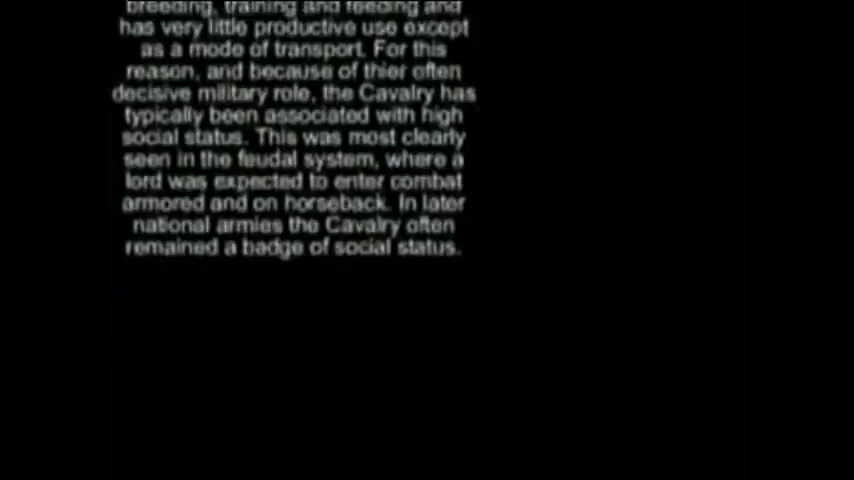 breeding, training and feeding and
has very little productive use except
as a mode of transport. For this
reason, and because of thier often
decisive military role, the Cavalry has
typically been associated with high
social status. This was most clearly
seen in the feudal system, where a
lord was expected to enter combat
armored and on horseback. In later
national armies the Cavalry often
remained a badge of social status.